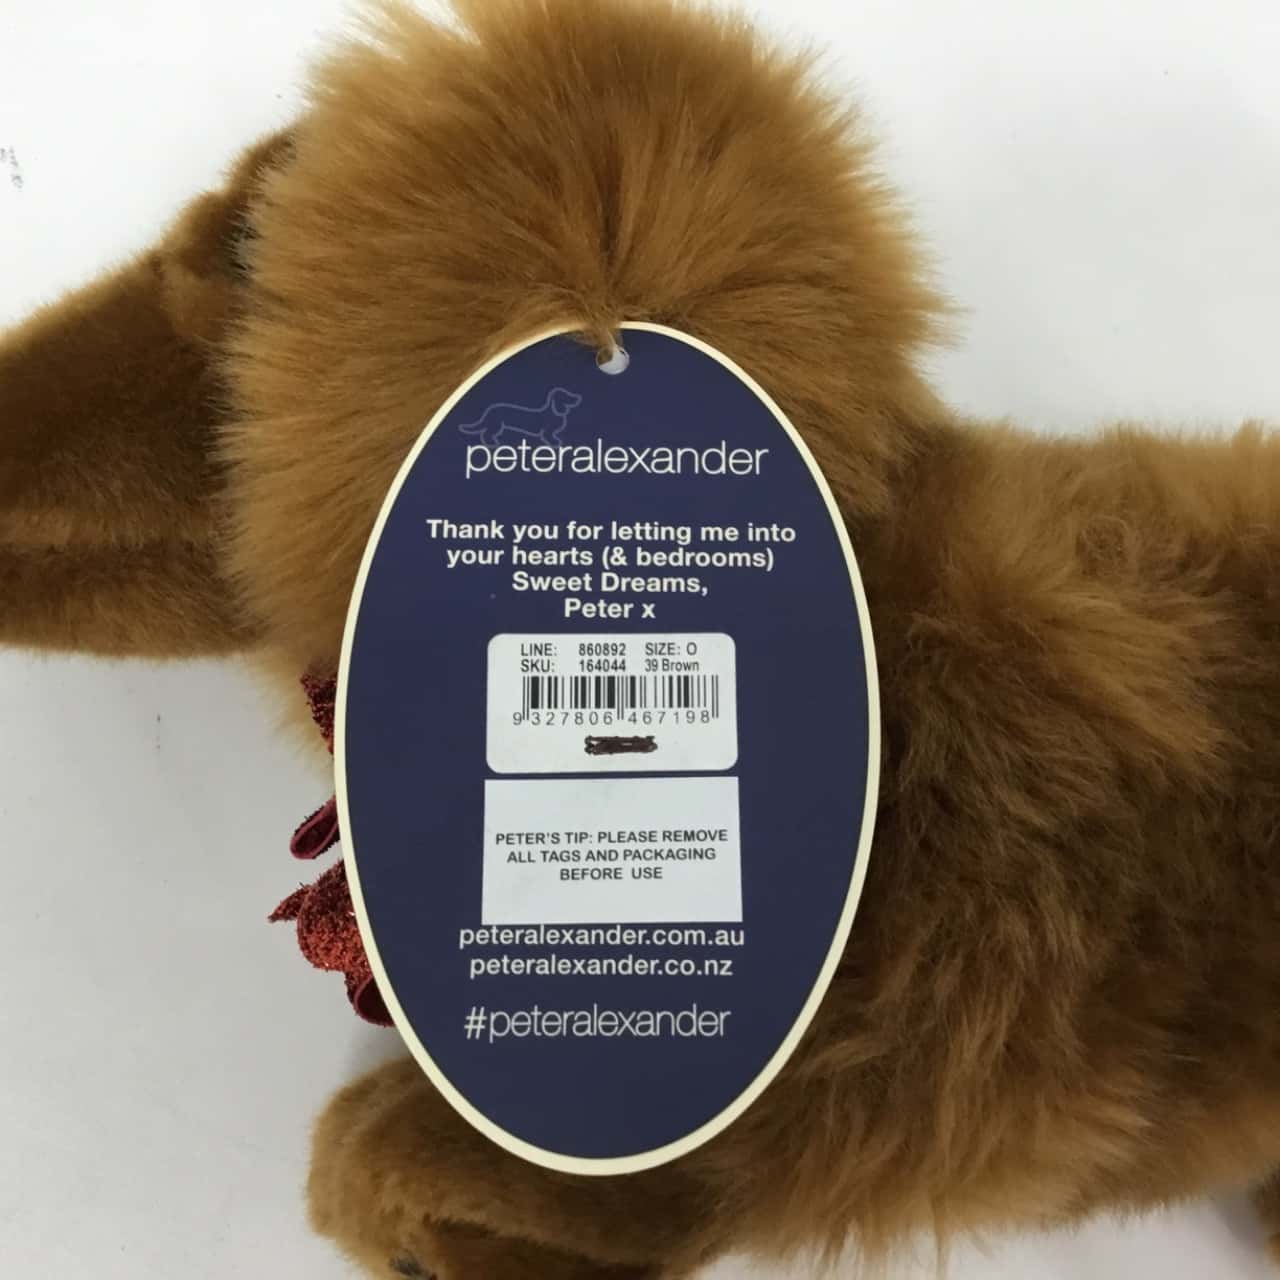 peteralexander
Thank you for letting me into
your hearts (& bedrooms)
Sweet Dreams,
Peter x
LINE: 860892 SIZE: O
SKU: 164044 39 Brown
9 327806 467198
PETER'S TIP: PLEASE REMOVE
ALL TAGS AND PACKAGING
BEFORE USE
peteralexander.com.au
peteralexander.co.nz
#peteralexander